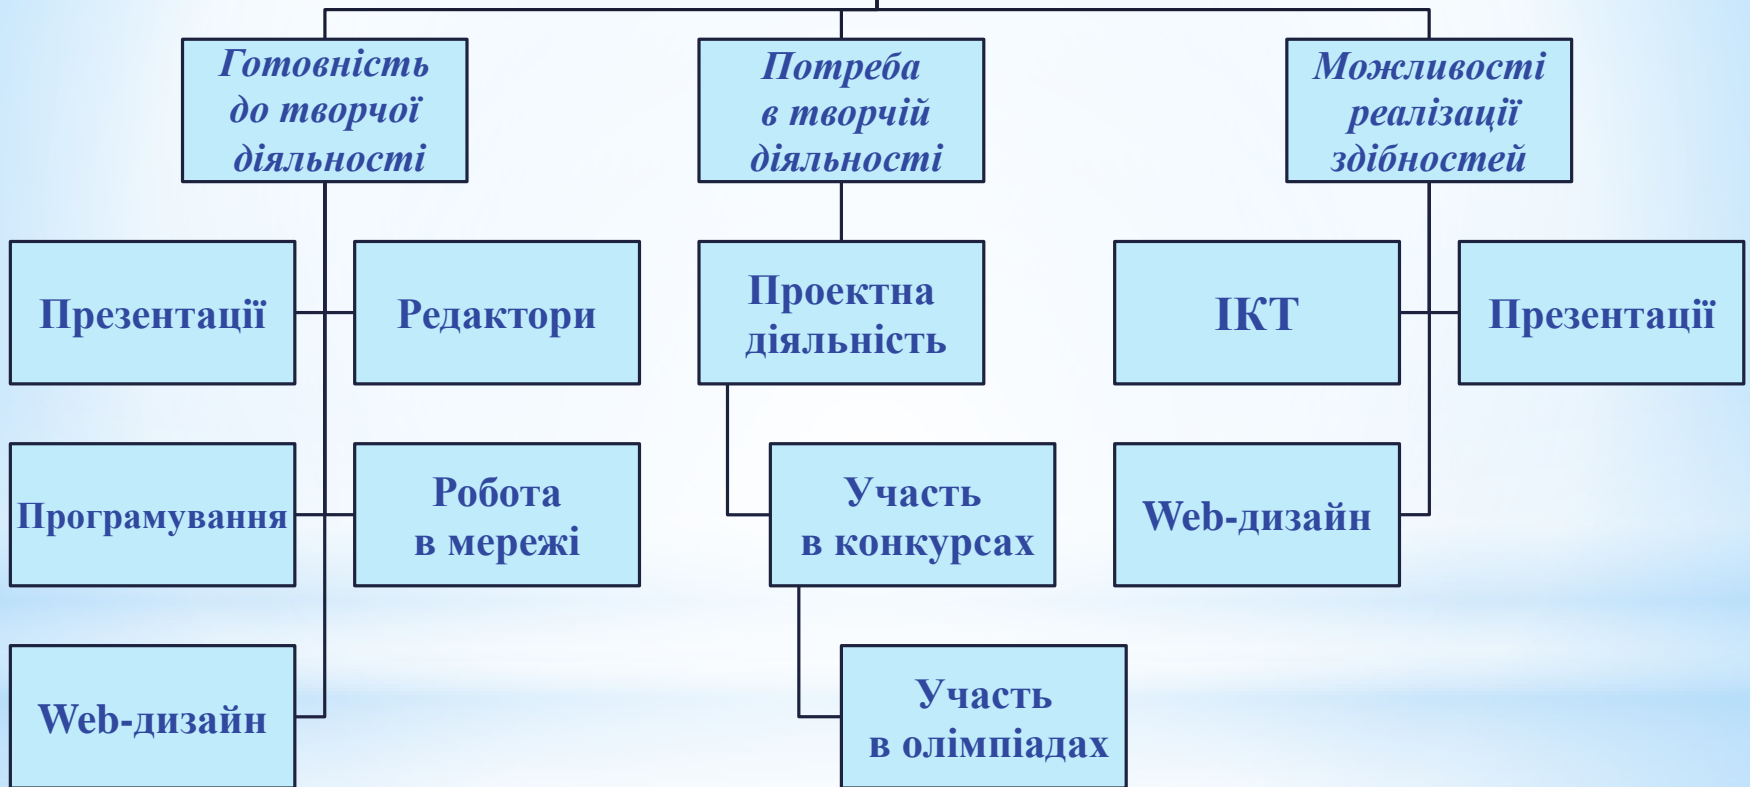 Готовність
до творчої
діяльності
Потреба
в творчій
діяльності
Можливості
реалізації
здібностей
Презентації
Редактори
Проектна
діяльність
ІКТ
Презентації
Програмування
Робота
в мережі
Участь
в конкурсах
Web-дизайн
Web-дизайн
Участь
в олімпіадах